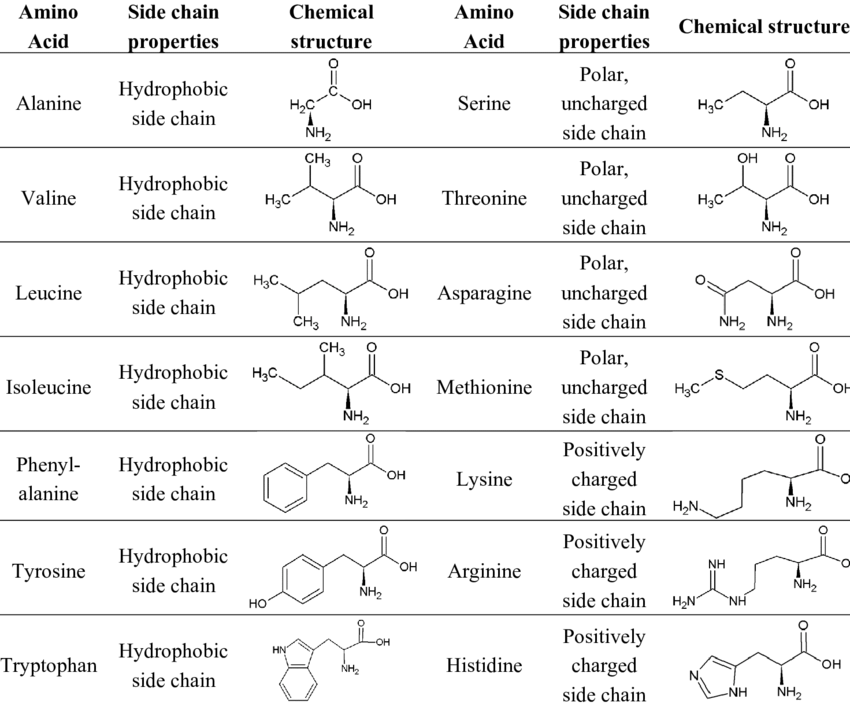 Amino
Acid
Side chain
properties
Chemical
structure
Amino
Acid
Side chain
properties
Chemical structure
Alanine
Hydrophobic
side chain
O
H₂C
C
OH
NH₂
Serine
Polar,
uncharged
side chain
O
H₃C
OH
NH₂
Valine
Hydrophobic
side chain
CH₃
O
H₃C
OH
NH₂
Threonine
Polar,
uncharged
side chain
OH
O
H₃C
OH
NH₂
Leucine
Hydrophobic
side chain
O
H₃C
OH
CH₃
NH₂
Asparagine
Polar,
uncharged
side chain
O
O
OH
NH₂
NH₂
Isoleucine
Hydrophobic
side chain
CH₃
O
H₃C
OH
NH₂
Methionine
Polar,
uncharged
side chain
O
S
H₃C
OH
NH₂
Phenyl-
alanine
Hydrophobic
side chain
O
OH
NH₂
Lysine
Positively
charged
side chain
O
O
H₂N
NH₂
Tyrosine
Hydrophobic
side chain
O
OH
NH₂
HO
Arginine
Positively
charged
side chain
O
O
NH
NH₂
H₂N
NH
Tryptophan
Hydrophobic
side chain
O
OH
HN
NH₂
Histidine
Positively
charged
side chain
O
OH
N
NH
NH₂